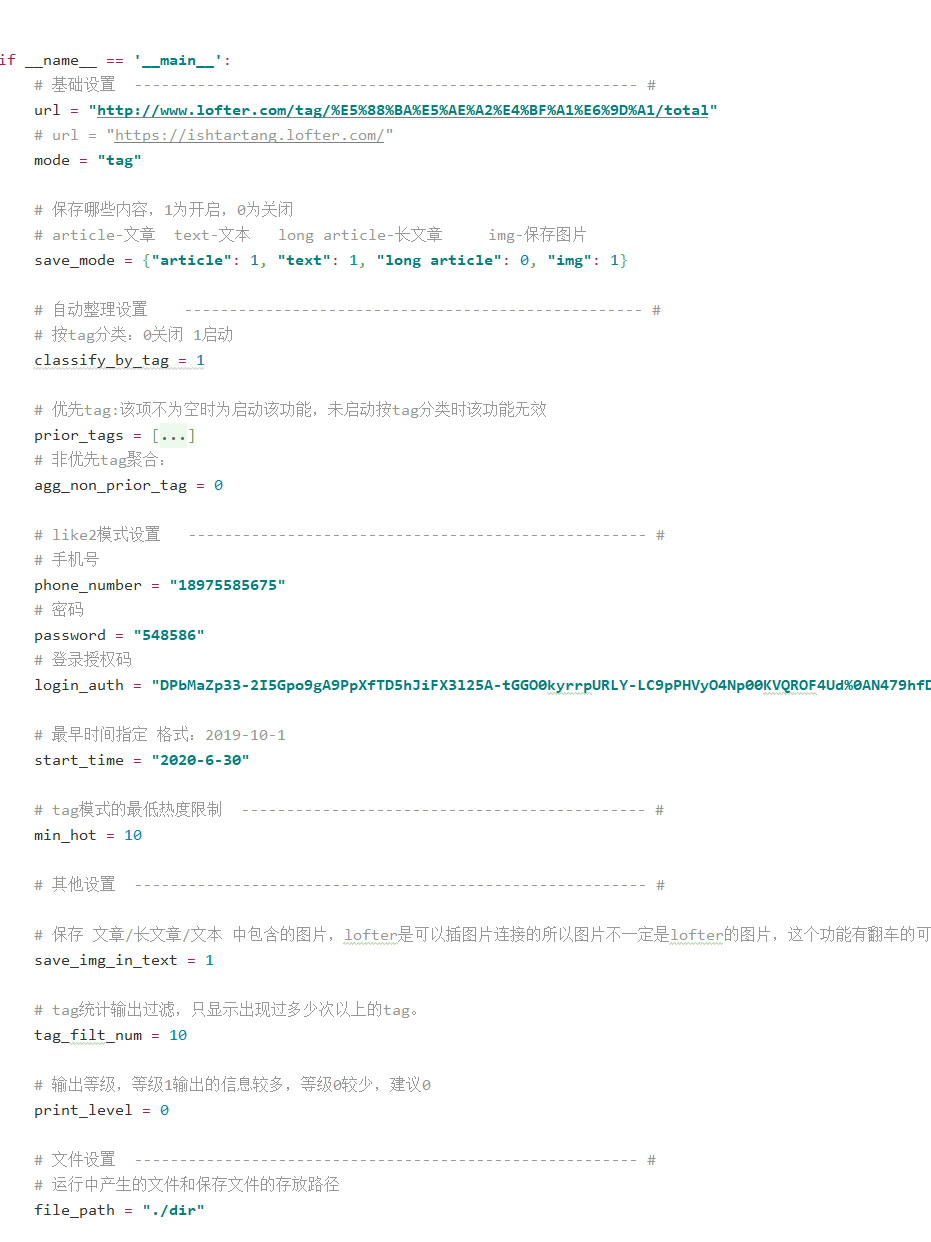 if __name__ == '__main__':
# 基础设置 -------------------------------------------------------- #
url = "http://www.lofter.com/tag/%E5%88%BA%E5%AE%A2%E4%BF%A1%E6%9D%A1/total"
# url = "https://ishtartang.lofter.com/"
mode = "tag"
# 保存哪些内容，1为开启，0为关闭
# article-文章 text-文本 long article-长文章 img-保存图片
save_mode = {"article": 1, "text": 1, "long article": 0, "img": 1}
# 自动整理设置 --------------------------------------------------- #
# 按tag分类：0关闭 1启动
classify_by_tag = 1
# 优先tag:该项不为空时为启动该功能，未启动按tag分类时该功能无效
prior_tags = [...]
# 非优先tag聚合：
agg_non_prior_tag = 0
# like2模式设置 --------------------------------------------------- #
# 手机号
phone_number = "18975585675"
# 密码
password = "548586"
# 登录授权码
login_auth = "DPbMaZp33-2I5Gpo9gA9PpXfTD5hJiFX3l25A-tGGO0kyrrpURLY-LC9pPHVyO4Np00KVQROF4Ud%0AN479hfD
# 最早时间指定 格式：2019-10-1
start_time = "2020-6-30"
# tag模式的最低热度限制 --------------------------------------------- #
min_hot = 10
# 其他设置 --------------------------------------------------------- #
# 保存 文章/长文章/文本 中包含的图片，lofter是可以插图片连接的所以图片不一定是lofter的图片，这个功能有翻车的可
save_img_in_text = 1
# tag统计输出过滤，只显示出现过多少次以上的tag。
tag_filt_num = 10
# 输出等级，等级1输出的信息较多，等级0较少，建议0
print_level = 0
# 文件设置 -------------------------------------------------------- #
# 运行中产生的文件和保存文件的存放路径
file_path = "./dir"